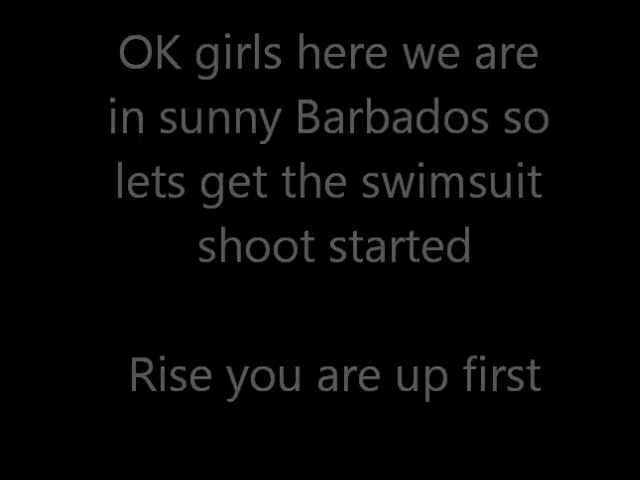 OK girls here we are
in sunny Barbados so
lets get the swimsuit
shoot started
Rise you are up first